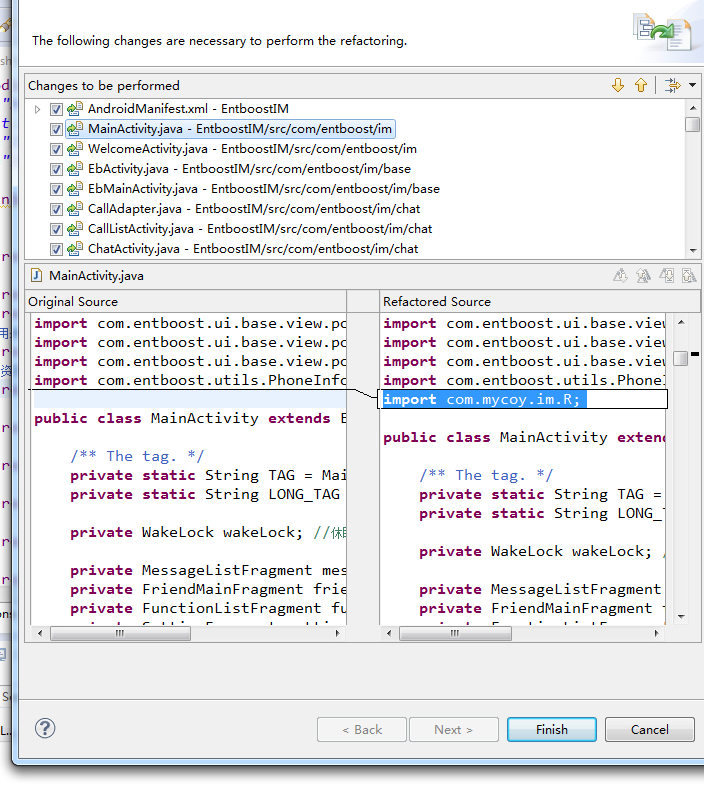 The following changes are necessary to perform the refactoring.
Changes to be performed
AndroidManifest.xml - EntboostIM
MainActivity.java - EntboostIM/src/com/entboost/im
WelcomeActivity.java - EntboostIM/src/com/entboost/im
EbActivity.java - EntboostIM/src/com/entboost/im/base
EbMainActivity.java - EntboostIM/src/com/entboost/im/base
CallAdapter.java - EntboostIM/src/com/entboost/im/chat
CallListActivity.java - EntboostIM/src/com/entboost/im/chat
ChatActivity.java - EntboostIM/src/com/entboost/im/chat
MainActivity.java
Original Source
import com.entboost.ui.base.view.po
import com.entboost.ui.base.view.po
import com.entboost.ui.base.view.po
import com.entboost.utils.PhoneInfo
public class MainActivity extends E
/** The tag. */
private static String TAG = Mai
private static String LONG_TAG
private WakeLock wakeLock; //休
private MessageListFragment mes
private FriendMainFragment frie
private FunctionListFragment fu
Refactored Source
import com.entboost.ui.base.view
import com.entboost.ui.base.view
import com.entboost.ui.base.view
import com.entboost.utils.PhoneI
import com.mycoy.im.R;
public class MainActivity exten
/** The tag. */
private static String TAG =
private static String LONG_T
private WakeLock wakeLock; /
private MessageListFragment
private FriendMainFragment f
< Back
Next >
Finish
Cancel